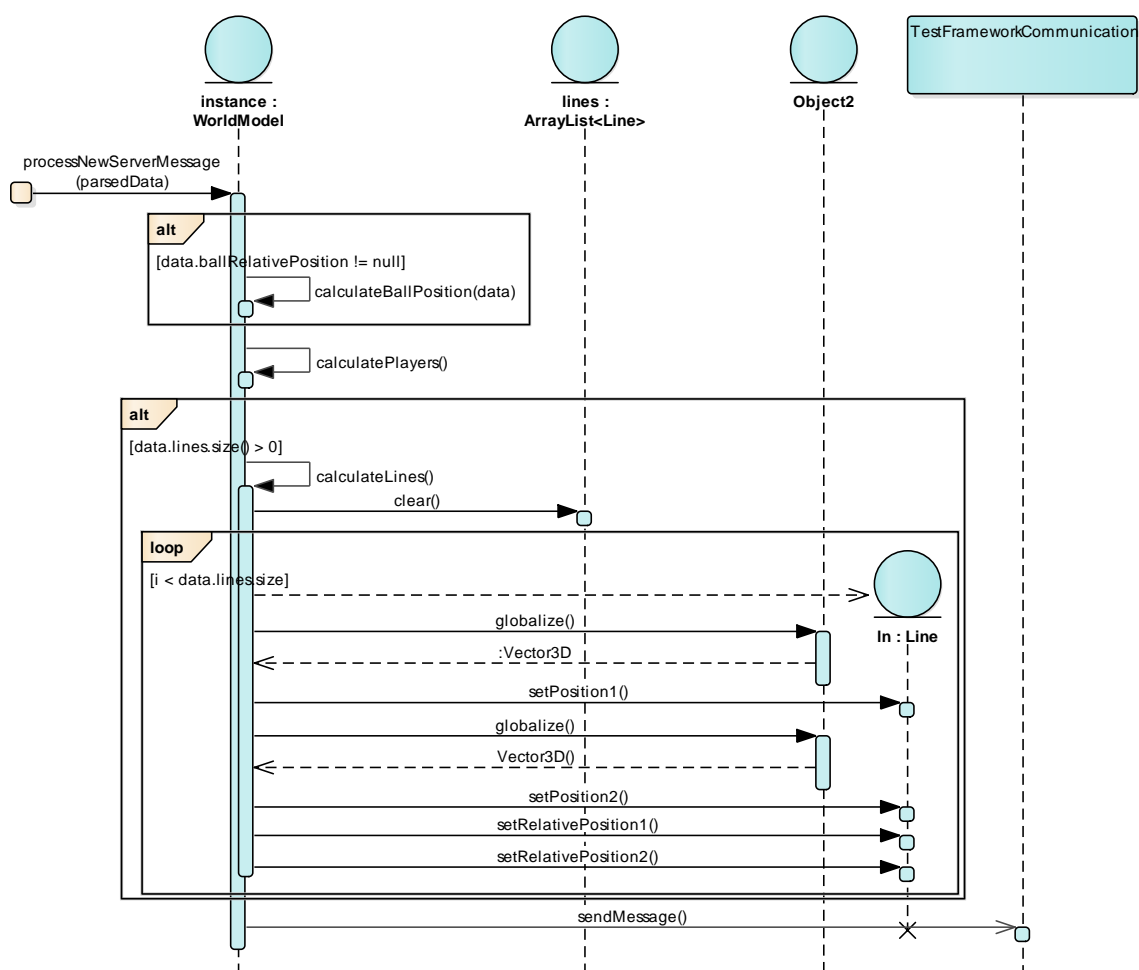 TestFrameworkCommunication
instance :
WorldModel
lines :
ArrayList<Line>
Object2
processNewServerMessage
(parsedData)
alt
[data.ballRelativePosition != null]
calculateBallPosition(data)
calculatePlayers()
alt
[data.lines.size() > 0]
calculateLines()
clear()
loop
[i < data.lines.size]
globalize()
ln : Line
:Vector3D
setPosition1()
globalize()
Vector3D()
setPosition2()
setRelativePosition1()
setRelativePosition2()
sendMessage()